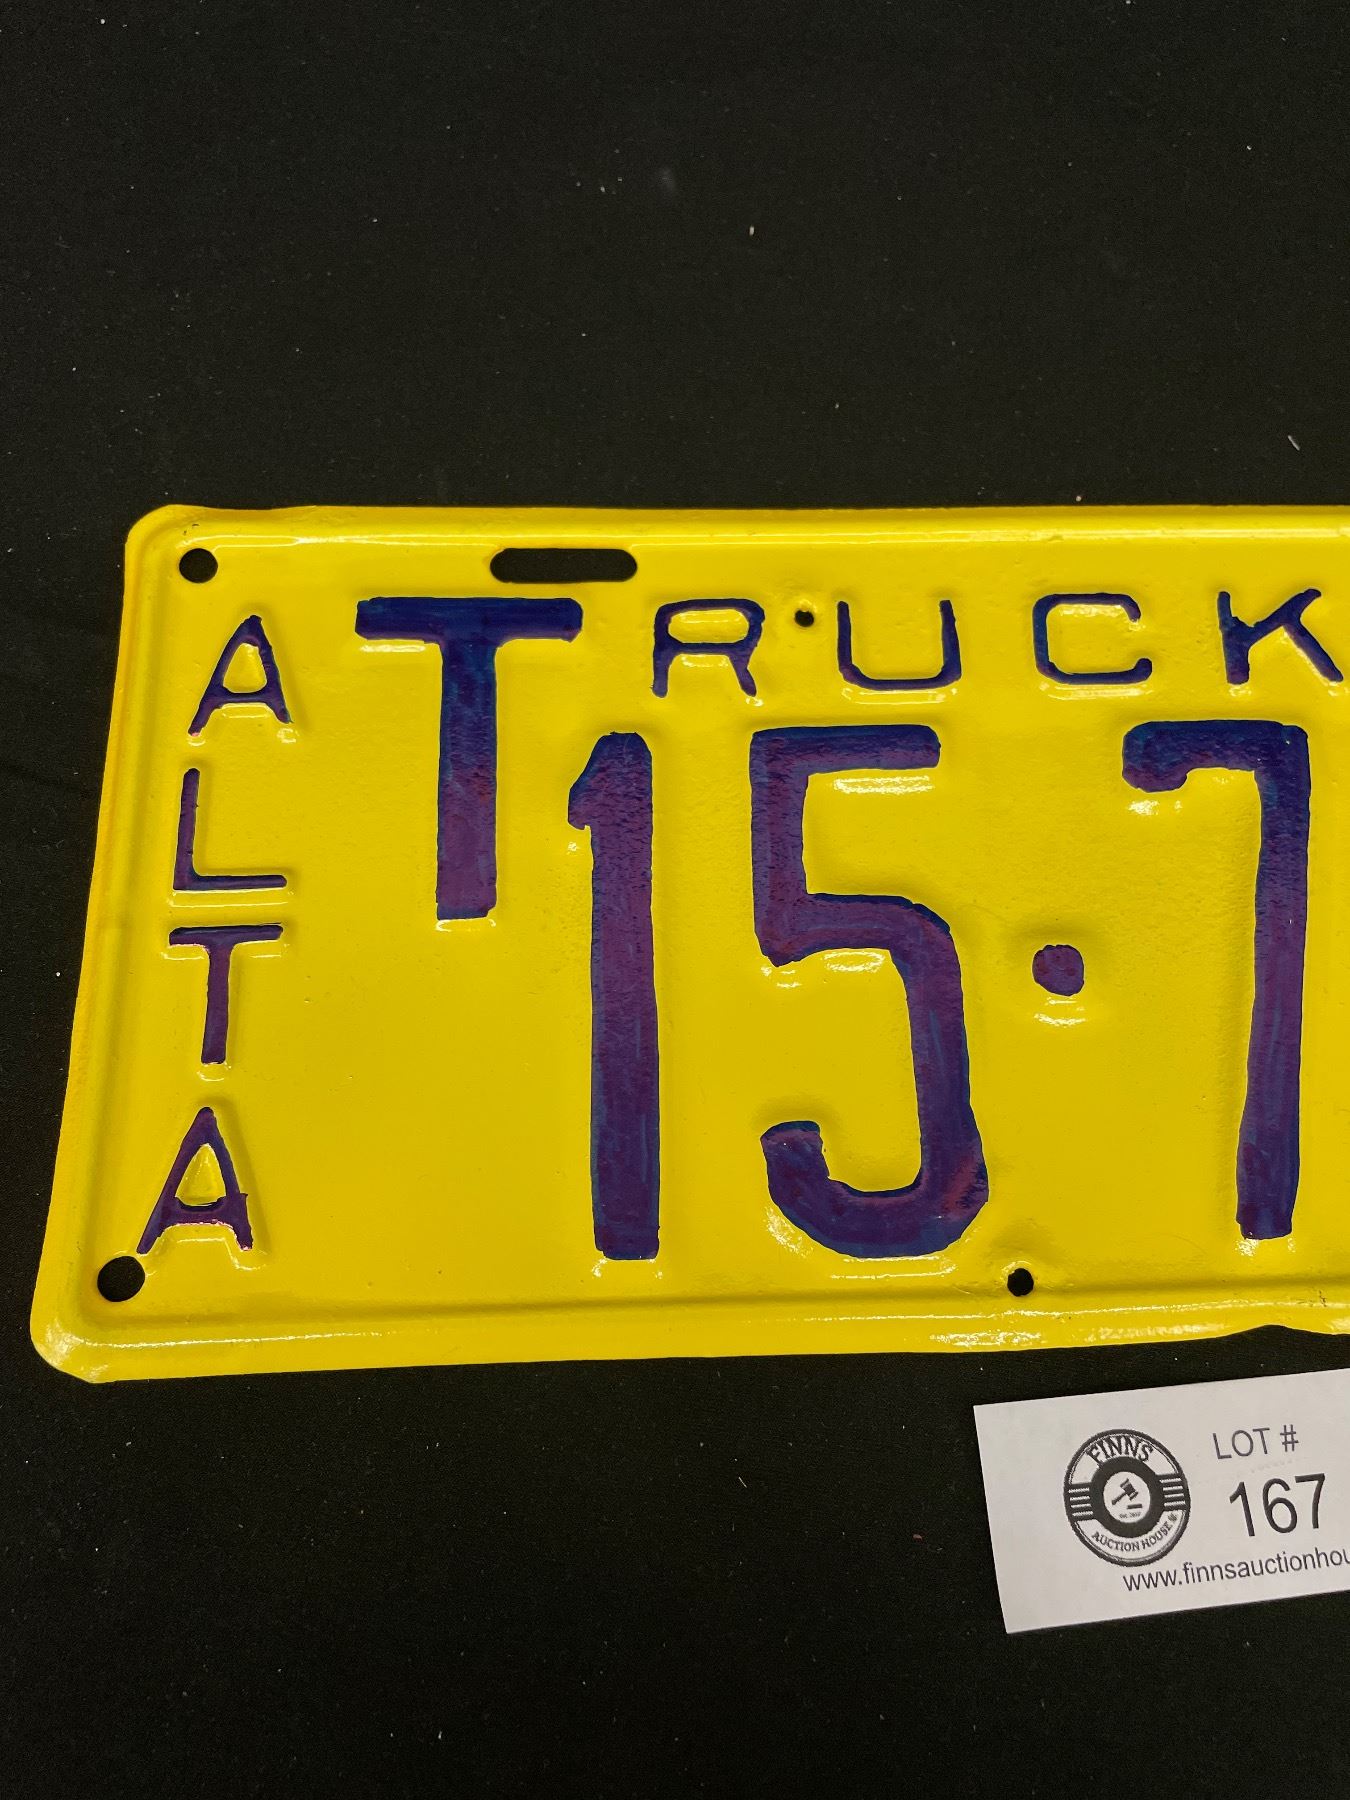 ALTA
TRUCK
15·7
FINNS
AUCTION HOUSE
LOT #
167
www.finnsauctionhou